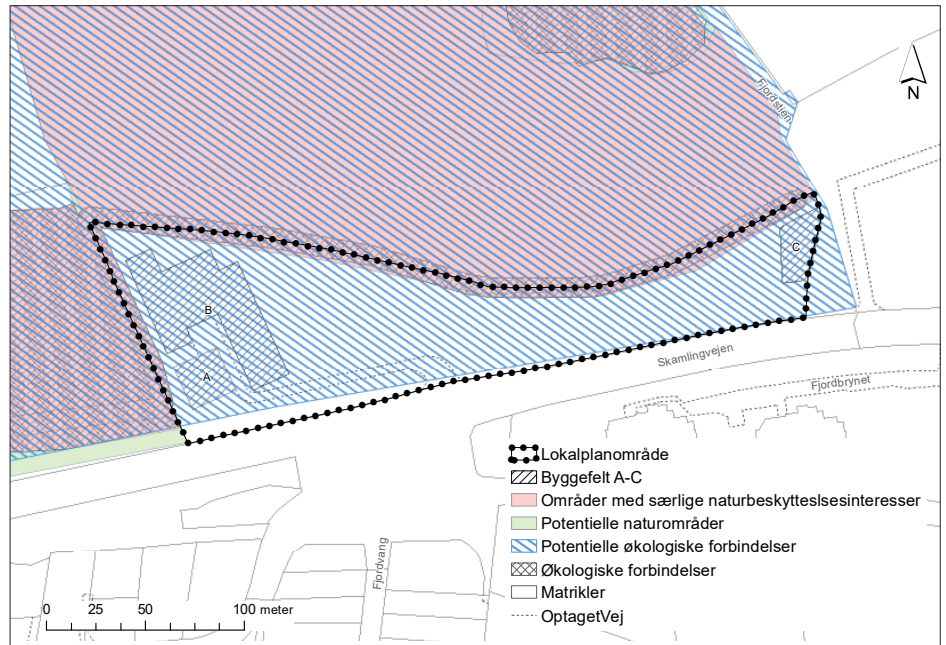 Fjordstien
N
C
B
A
Skamlingvejen
Fjordbrynet
Fjordvang
Lokalplanområde
Byggefelt A-C
Områder med særlige naturbeskytteslsesinteresser
Potentielle naturområder
Potentielle økologiske forbindelser
Økologiske forbindelser
Matrikler
OptagetVej
0 25 50 100 meter